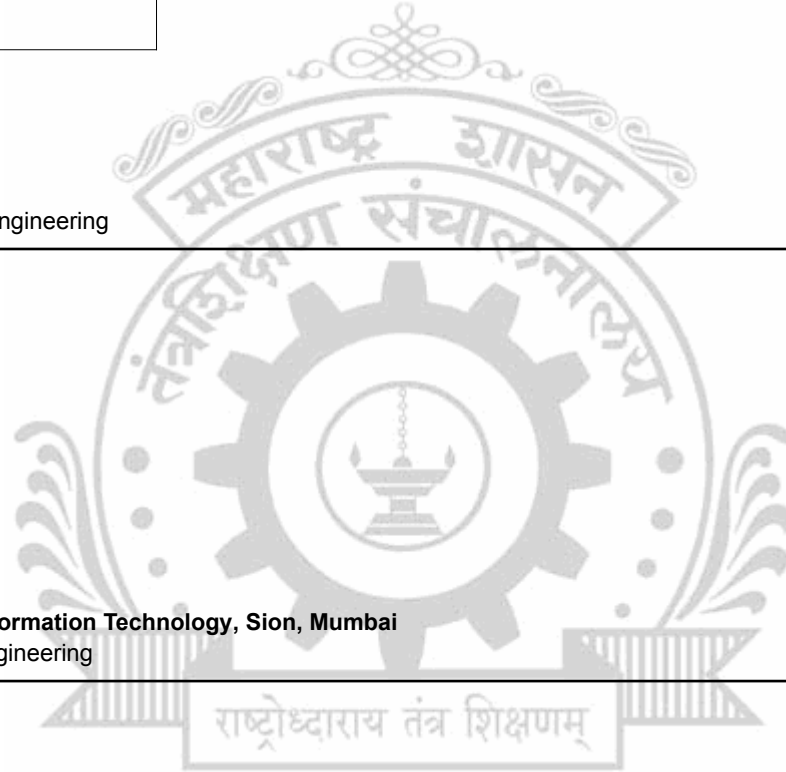 महाराष्ट्र शासन
तंत्रशिक्षण संचालनालय
ngineering
ormation Technology, Sion, Mumbai
gineering
राष्ट्रोध्दाराय तंत्र शिक्षणम्